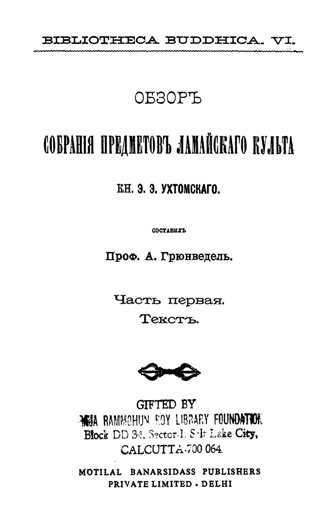 BIBLIOTHECA BUDDHICA. VI.
ОБЗОРЪ
СОБРАНІЯ ПРЕДМЕТОВЪ ЛАМАЙСКАГО КУЛЬТА
КН. Э. Э. УХТОМСКАГО.
СОСТАВИЛЪ
Проф. А. Грюнведель.
Часть первая.
Текстъ.
GIFTED BY
RAMMOHUN ROY LIBRARY FOUNDATION
Block DD 34, Sector-I, Salt Lake City,
CALCUTTA-700 064.
MOTILAL BANARSIDASS PUBLISHERS
PRIVATE LIMITED • DELHI